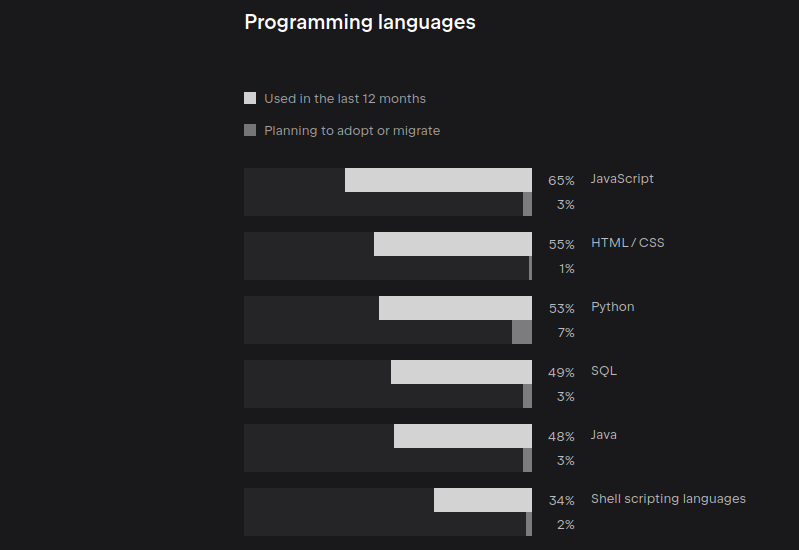 Programming languages
Used in the last 12 months
Planning to adopt or migrate
65% JavaScript
3%
55% HTML / CSS
1%
53% Python
7%
49% SQL
3%
48% Java
3%
34% Shell scripting languages
2%